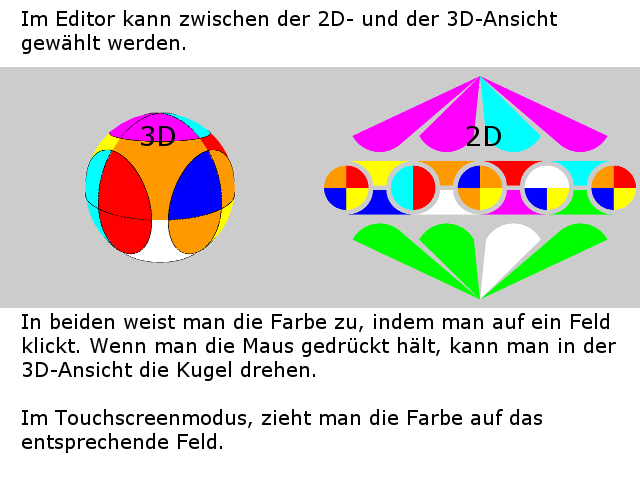 Im Editor kann zwischen der 2D- und der 3D-Ansicht
gewählt werden.
3D
2D
In beiden weist man die Farbe zu, indem man auf ein Feld
klickt. Wenn man die Maus gedrückt hält, kann man in der
3D-Ansicht die Kugel drehen.
Im Touchscreenmodus, zieht man die Farbe auf das
entsprechende Feld.